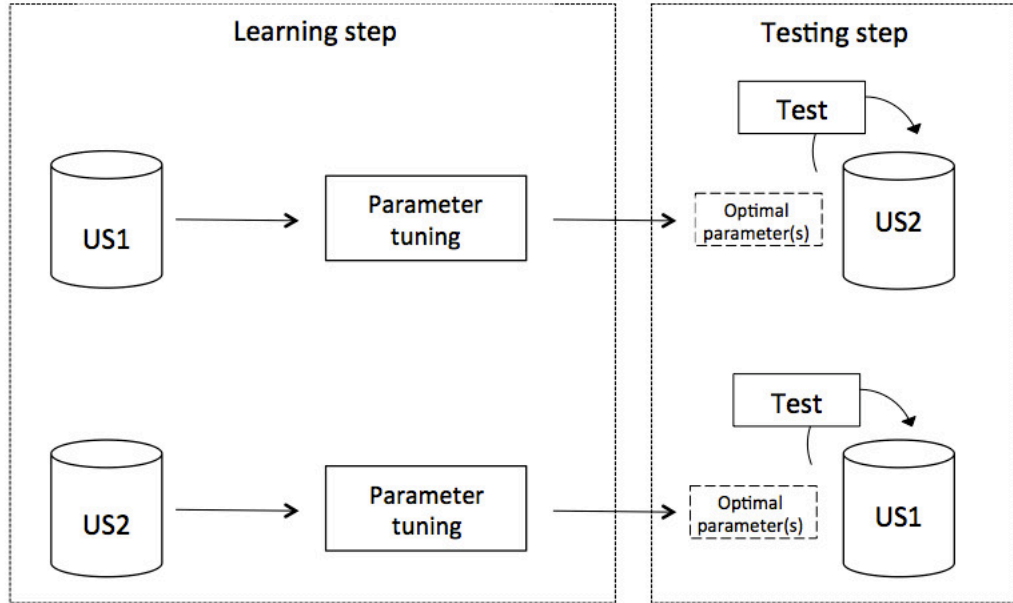 Learning step
Testing step
Test
US1
Parameter
tuning
Optimal
parameter(s)
US2
Test
US2
Parameter
tuning
Optimal
parameter(s)
US1